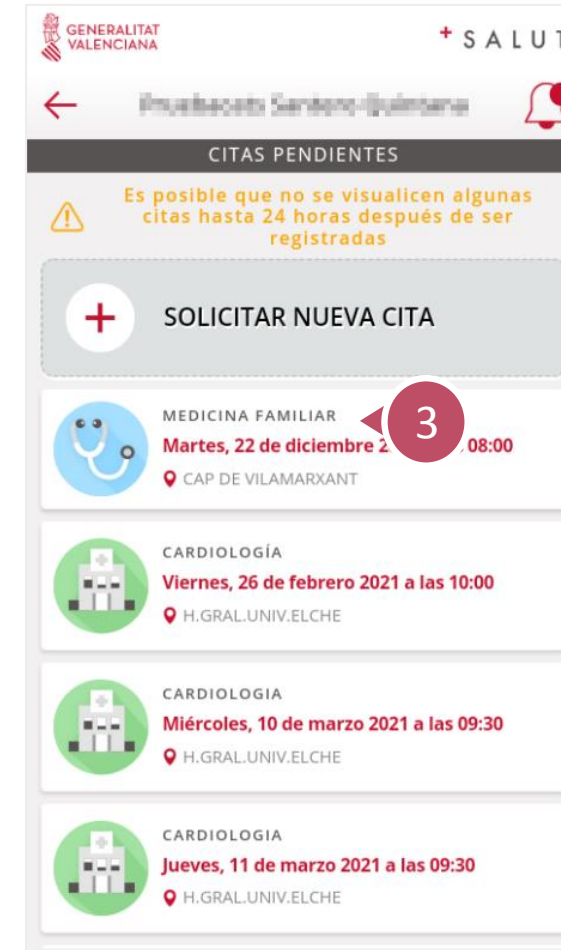 GENERALITAT
VALENCIANA
+ SALUT
CITAS PENDIENTES
Es posible que no se visualicen algunas
citas hasta 24 horas después de ser
registradas
+ SOLICITAR NUEVA CITA
MEDICINA FAMILIAR
3
Martes, 22 de diciembre 2 08:00
CAP DE VILAMARXANT
CARDIOLOGÍA
Viernes, 26 de febrero 2021 a las 10:00
H.GRAL.UNIV.ELCHE
CARDIOLOGIA
Miércoles, 10 de marzo 2021 a las 09:30
H.GRAL.UNIV.ELCHE
CARDIOLOGIA
Jueves, 11 de marzo 2021 a las 09:30
H.GRAL.UNIV.ELCHE